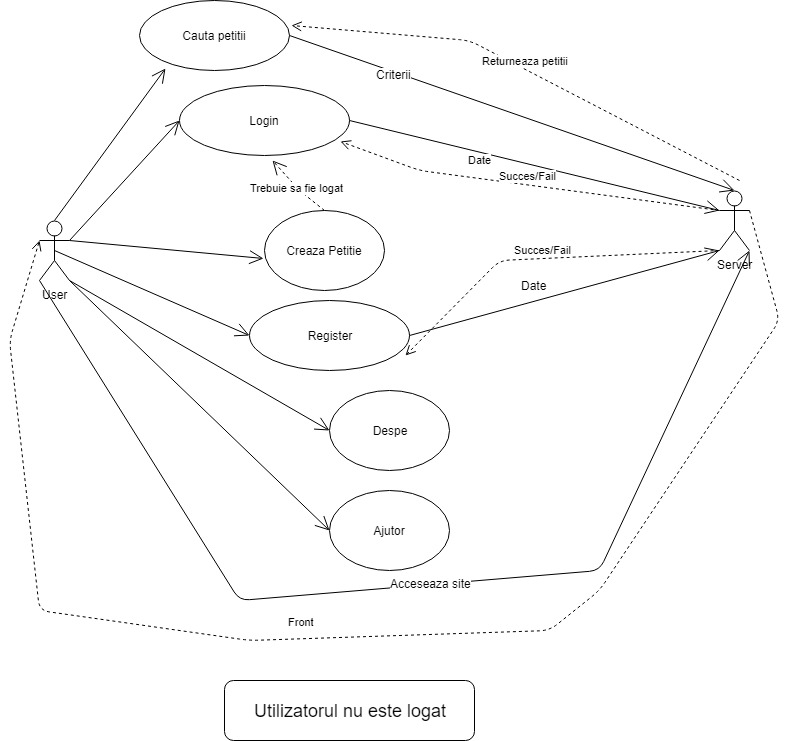 Cauta petitii
Returneaza petitii
Criterii
Login
Date
Succes/Fail
Trebuie sa fie logat
Creaza Petitie
Succes/Fail
Server
Date
User
Register
Despe
Ajutor
Acceseaza site
Front
Utilizatorul nu este logat